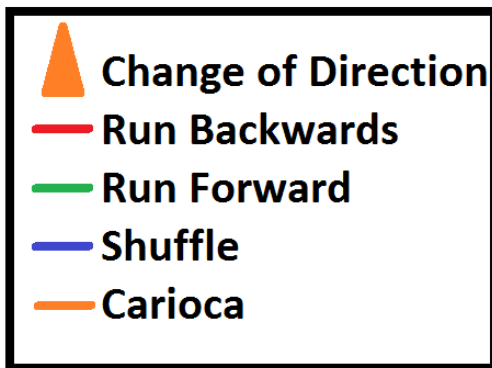 Change of Direction
Run Backwards
Run Forward
Shuffle
Carioca